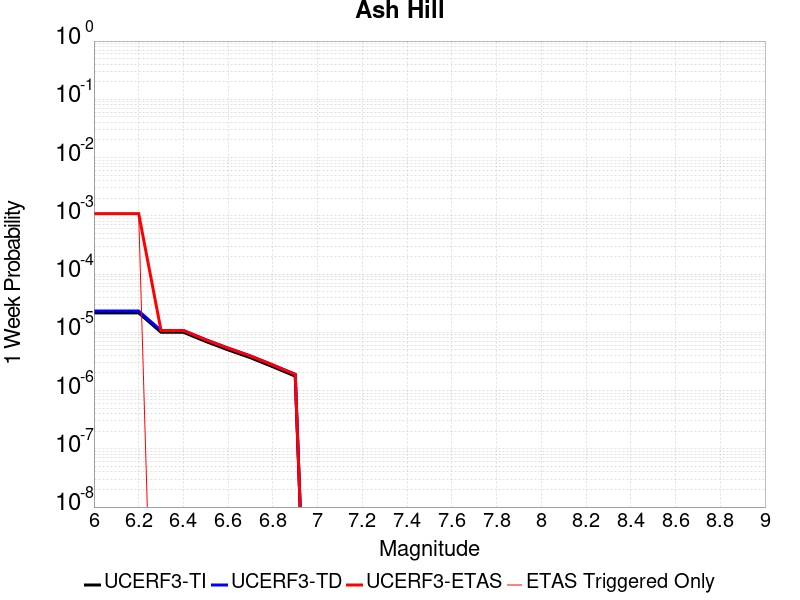 Ash Hill
10^0
10^-1
10^-2
10^-3
10^-4
10^-5
10^-6
10^-7
10^-8
1 Week Probability
6 6.2 6.4 6.6 6.8 7 7.2 7.4 7.6 7.8 8 8.2 8.4 8.6 8.8 9
Magnitude
UCERF3-TI UCERF3-TD UCERF3-ETAS ETAS Triggered Only